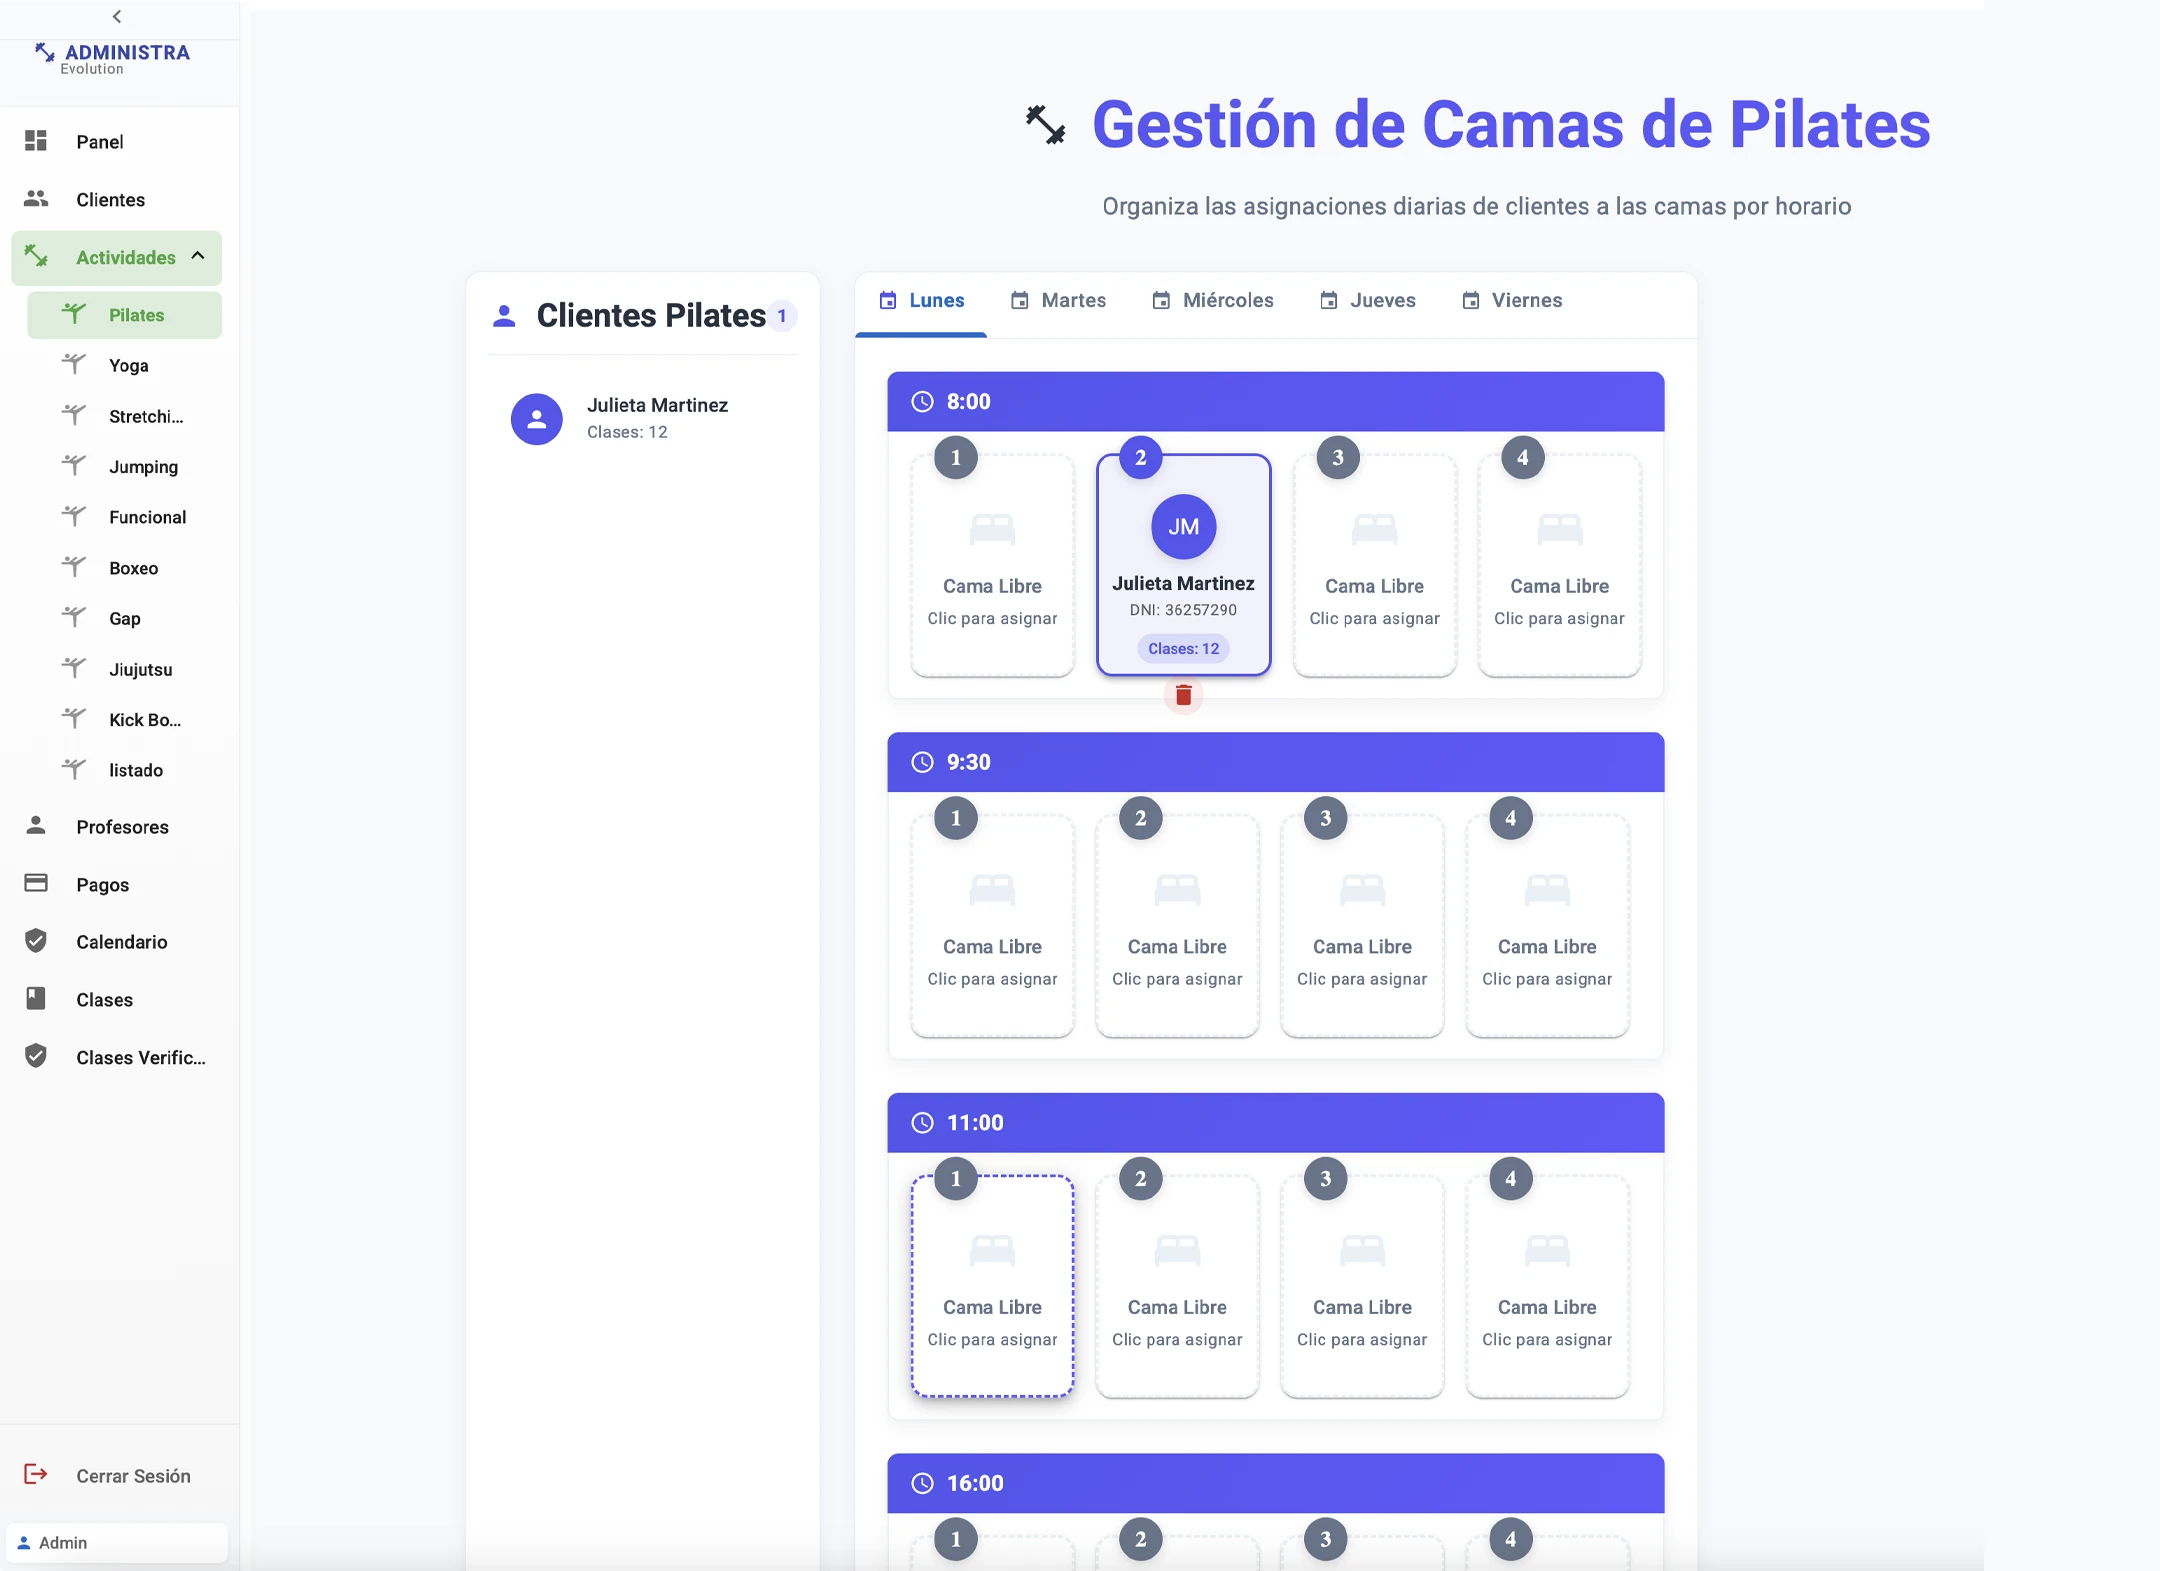 ADMINISTRA
Evolution
Panel
Clientes
Actividades
Pilates
Yoga
Stretchi...
Jumping
Funcional
Boxeo
Gap
Jiujutsu
Kick Bo...
listado
Profesores
Pagos
Calendario
Clases
Clases Verific...
Cerrar Sesión
Admin
Gestión de Camas de Pilates
Organiza las asignaciones diarias de clientes a las camas por horario
Clientes Pilates 1
Julieta Martinez
Clases: 12
Lunes Martes Miércoles Jueves Viernes
8:00
1 2 3 4
JM
Cama Libre Julieta Martinez Cama Libre Cama Libre
Clic para asignar DNI: 36257290 Clic para asignar Clic para asignar
Clases: 12
9:30
1 2 3 4
Cama Libre Cama Libre Cama Libre Cama Libre
Clic para asignar Clic para asignar Clic para asignar Clic para asignar
11:00
1 2 3 4
Cama Libre Cama Libre Cama Libre Cama Libre
Clic para asignar Clic para asignar Clic para asignar Clic para asignar
16:00
1 2 3 4